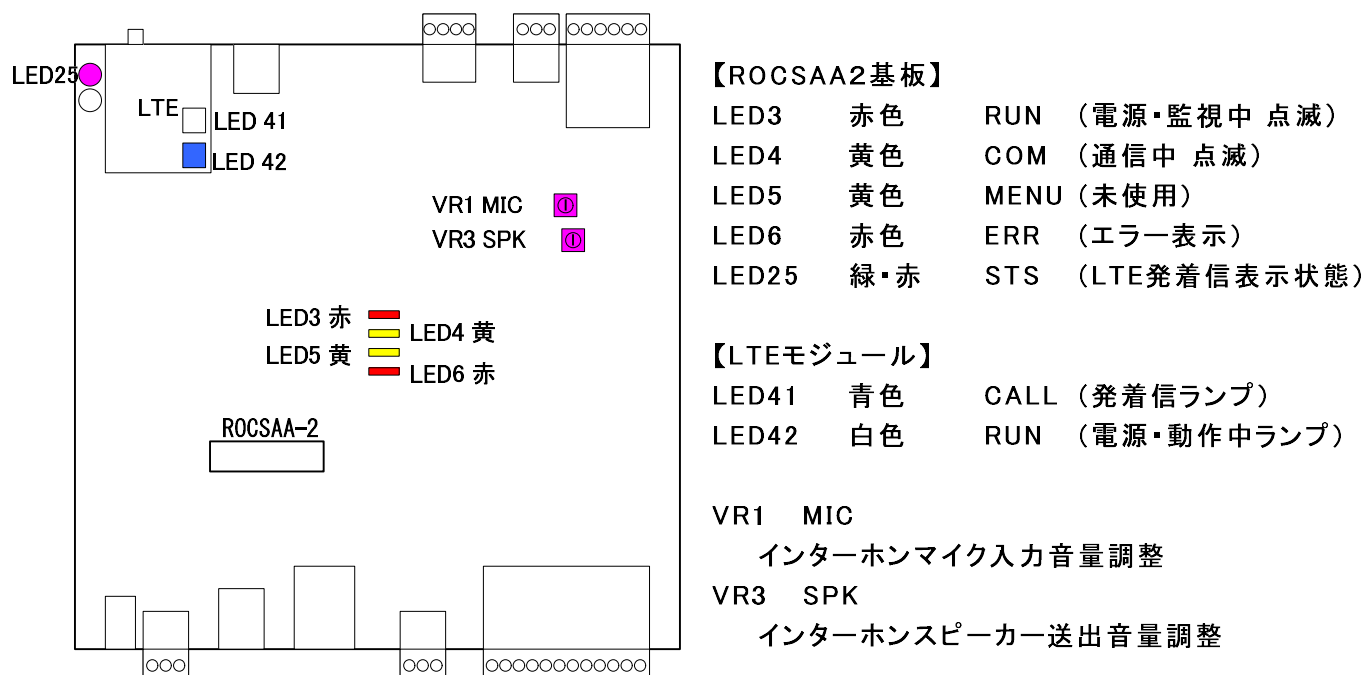 LED25
LTE
LED 41
LED 42
VR1 MIC
①
VR3 SPK
①
LED3 赤
LED4 黄
LED5 黄
LED6 赤
ROCSAA-2
【ROCSAA2基板】
LED3 赤色 RUN (電源・監視中 点滅)
LED4 黄色 COM (通信中 点滅)
LED5 黄色 MENU (未使用)
LED6 赤色 ERR (エラー表示)
LED25 緑・赤 STS (LTE発着信表示状態)
【LTEモジュール】
LED41 青色 CALL (発着信ランプ)
LED42 白色 RUN (電源・動作中ランプ)
VR1 MIC
インターホンマイク入力音量調整
VR3 SPK
インターホンスピーカー送出音量調整